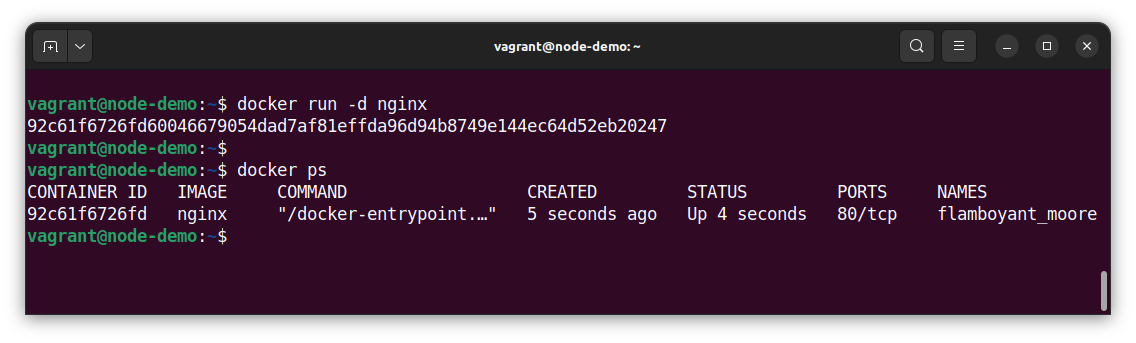 vagrant@node-demo: ~
vagrant@node-demo:~$ docker run -d nginx
92c61f6726fd60046679054dad7af81effda96d94b8749e144ec64d52eb20247
vagrant@node-demo:~$
vagrant@node-demo:~$ docker ps
CONTAINER ID   IMAGE     COMMAND                  CREATED         STATUS         PORTS     NAMES
92c61f6726fd   nginx     "/docker-entrypoint.…"   5 seconds ago   Up 4 seconds   80/tcp    flamboyant_moore
vagrant@node-demo:~$